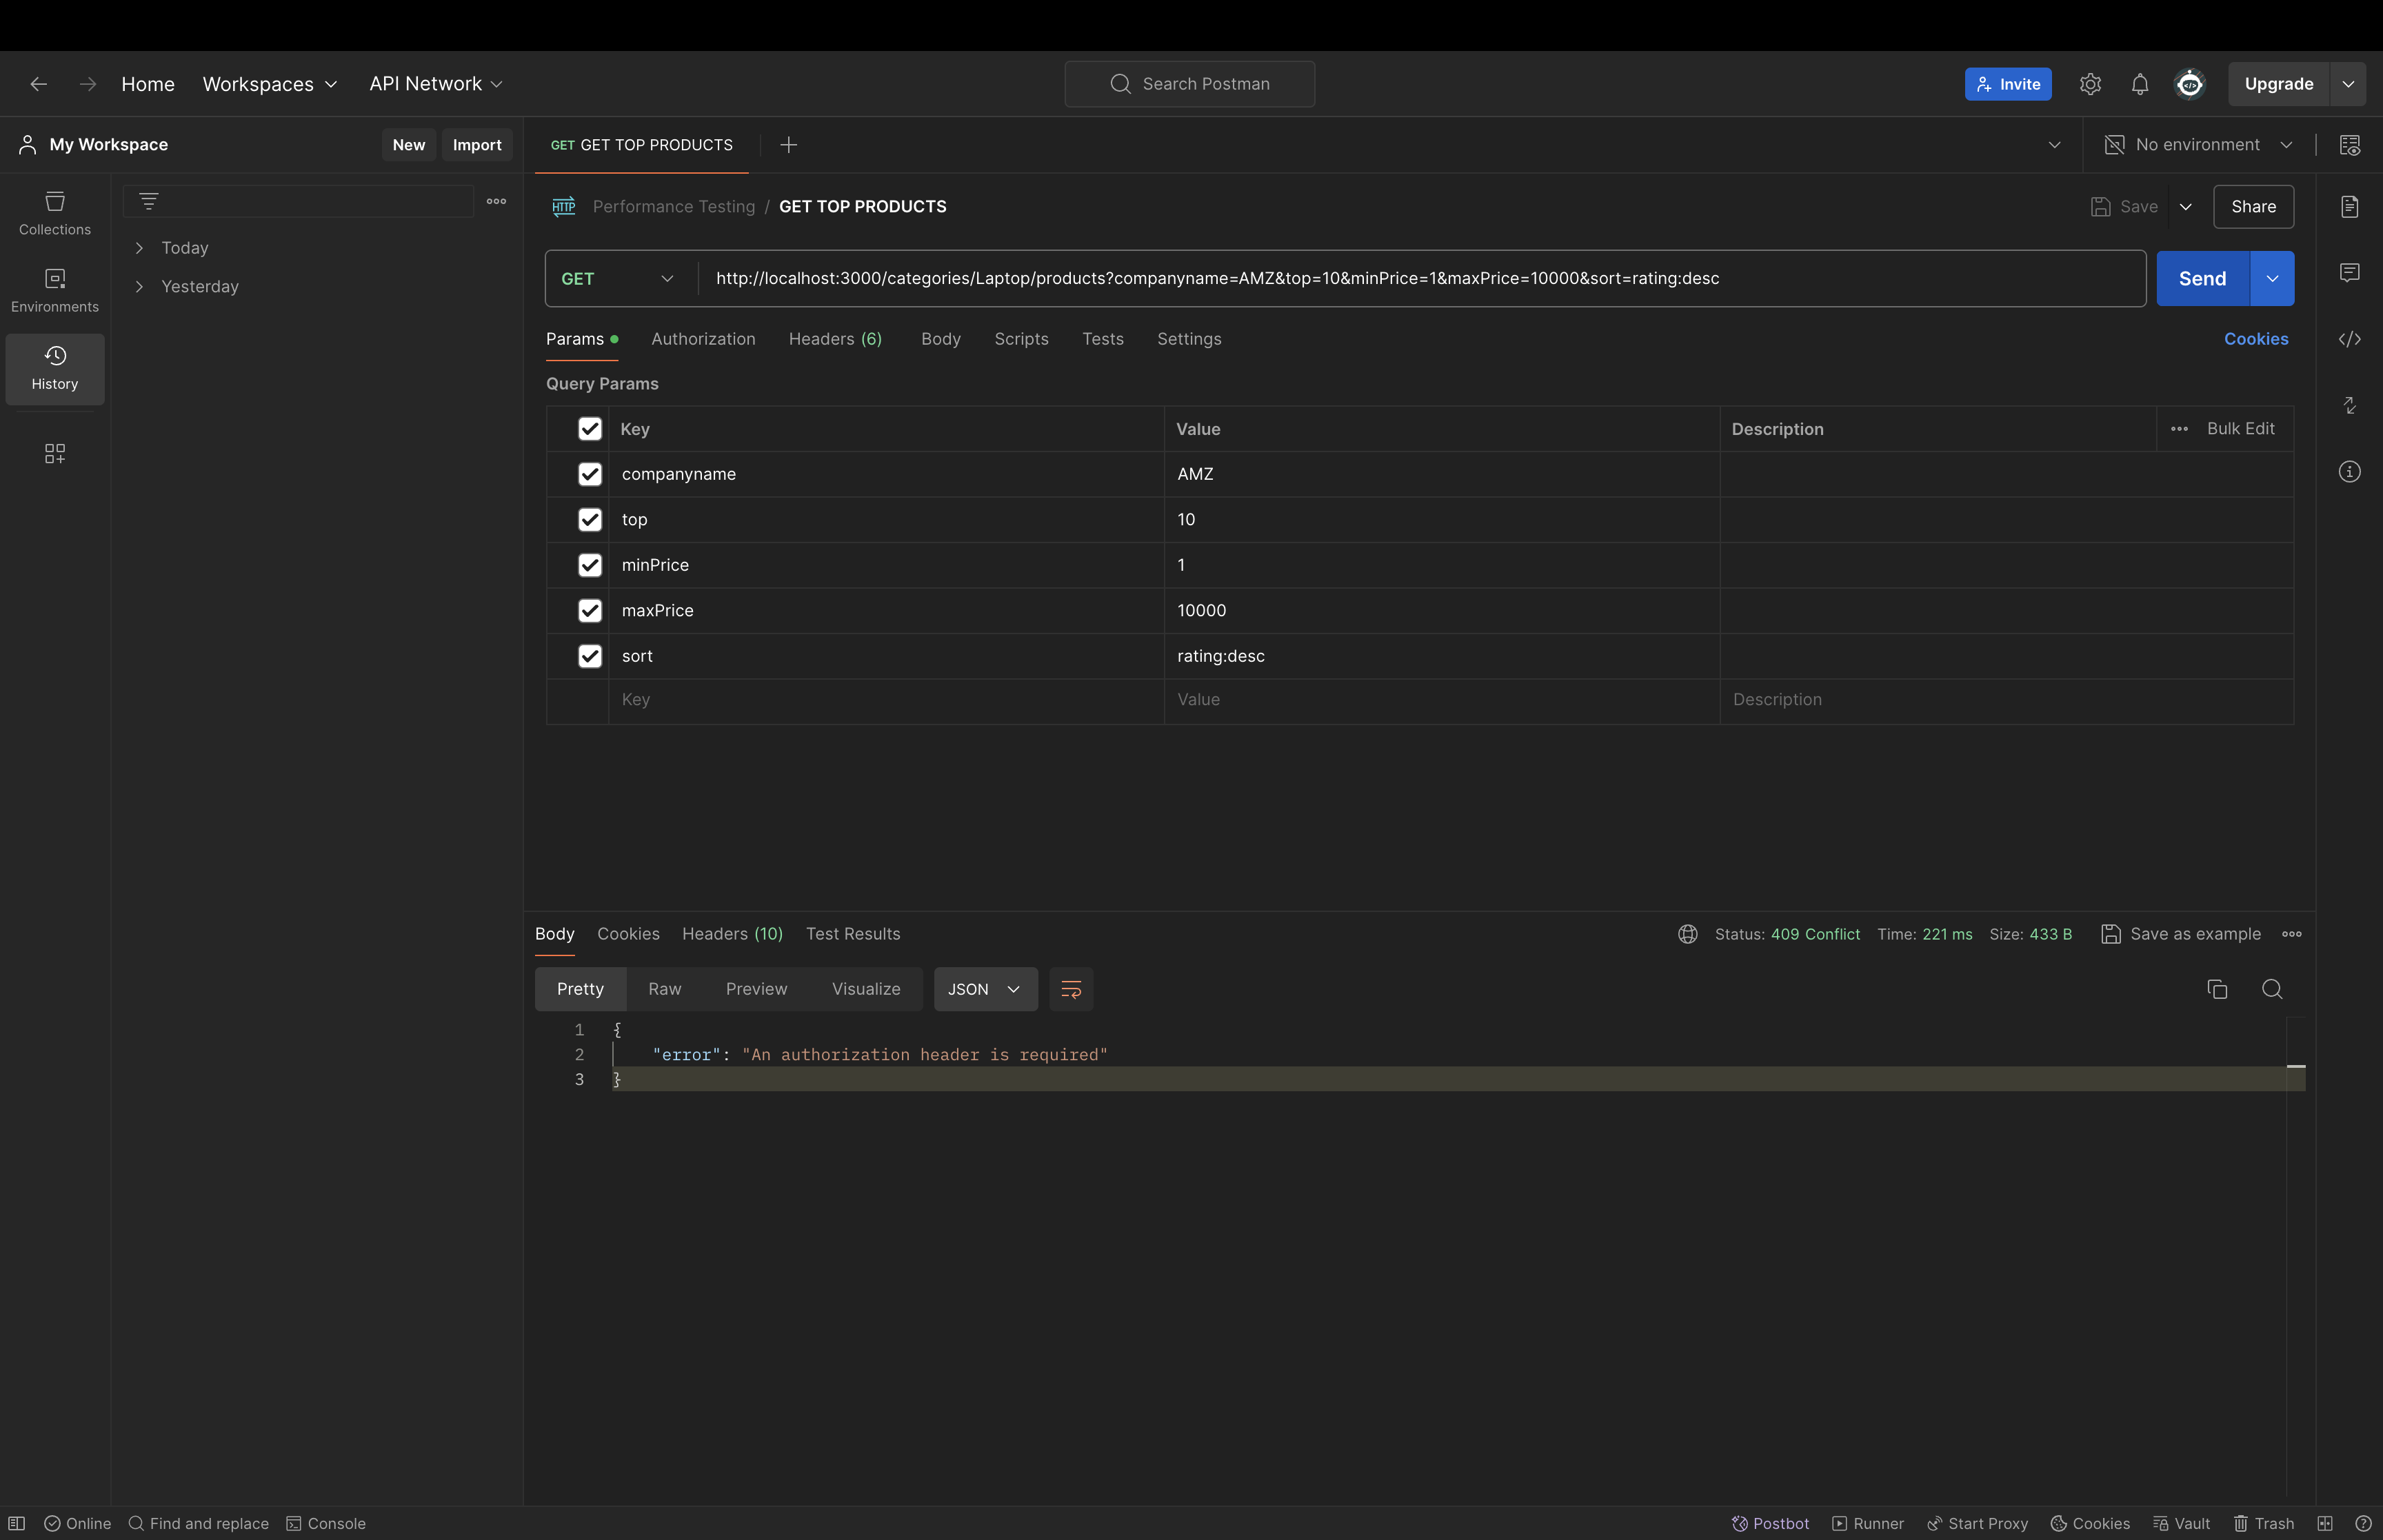 Home Workspaces API Network Search Postman Invite Upgrade
My Workspace New Import GET GET TOP PRODUCTS No environment
Collections
Environments
History
Today
Yesterday
HTTP Performance Testing / GET TOP PRODUCTS Save Share
GET http://localhost:3000/categories/Laptop/products?companyname=AMZ&top=10&minPrice=1&maxPrice=10000&sort=rating:desc Send
Params Authorization Headers (6) Body Scripts Tests Settings Cookies
Query Params
Key Value Description Bulk Edit
companyname AMZ
top 10
minPrice 1
maxPrice 10000
sort rating:desc
Key Value Description
Body Cookies Headers (10) Test Results Status: 409 Conflict Time: 221 ms Size: 433 B Save as example
Pretty Raw Preview Visualize JSON
1 {
2 "error": "An authorization header is required"
3 }
Online Find and replace Console Postbot Runner Start Proxy Cookies Vault Trash